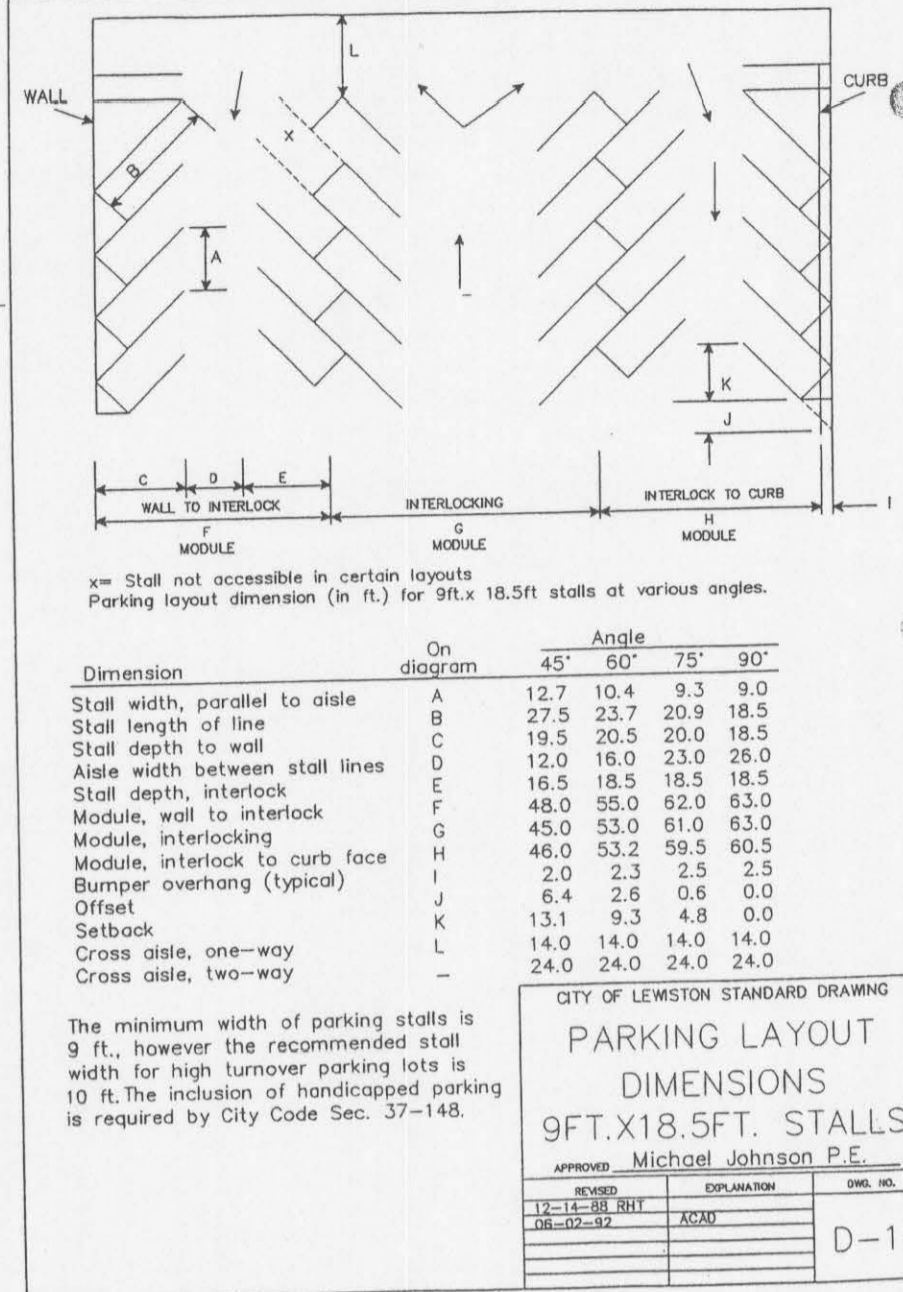 L
WALL
CURB
X
B
A
K
J
C D E
WALL TO INTERLOCK
INTERLOCKING
INTERLOCK TO CURB
I
F
G
H
MODULE
MODULE
MODULE
x= Stall not accessible in certain layouts
Parking layout dimension (in ft.) for 9ft.x 18.5ft stalls at various angles.
On Angle
Dimension diagram 45° 60° 75° 90°
Stall width, parallel to aisle A 12.7 10.4 9.3 9.0
Stall length of line B 27.5 23.7 20.9 18.5
Stall depth to wall C 19.5 20.5 20.0 18.5
Aisle width between stall lines D 12.0 16.0 23.0 26.0
Stall depth, interlock E 16.5 18.5 18.5 18.5
Module, wall to interlock F 48.0 55.0 62.0 63.0
Module, interlocking G 45.0 53.0 61.0 63.0
Module, interlock to curb face H 46.0 53.2 59.5 60.5
Bumper overhang (typical) I 2.0 2.3 2.5 2.5
Offset J 6.4 2.6 0.6 0.0
Setback K 13.1 9.3 4.8 0.0
Cross aisle, one-way L 14.0 14.0 14.0 14.0
Cross aisle, two-way – 24.0 24.0 24.0 24.0
The minimum width of parking stalls is
9 ft., however the recommended stall
width for high turnover parking lots is
10 ft. The inclusion of handicapped parking
is required by City Code Sec. 37-148.
CITY OF LEWISTON STANDARD DRAWING
PARKING LAYOUT
DIMENSIONS
9FT.X18.5FT. STALLS
APPROVED Michael Johnson P.E.
REVISED EXPLANATION DWG. NO.
12-14-88 RHT
06-02-92 ACAD
D-1